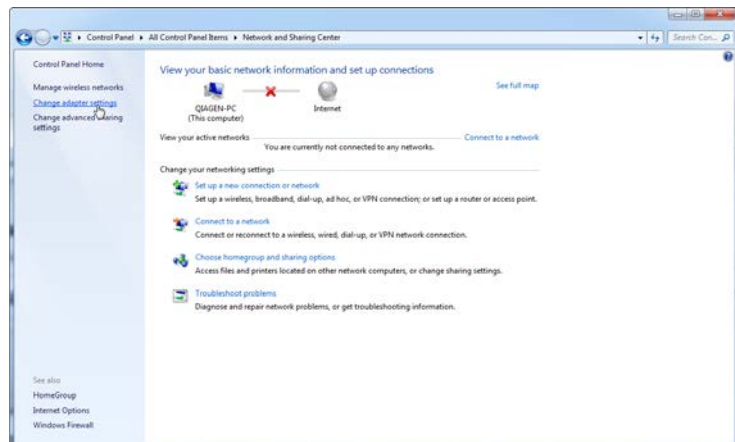 Control Panel ▸ All Control Panel Items ▸ Network and Sharing Center
Search Con...
Control Panel Home
Manage wireless networks
Change adapter settings
Change advanced sharing
settings
See also
HomeGroup
Internet Options
Windows Firewall
View your basic network information and set up connections
See full map
QIAGEN-PC
(This computer)
Internet
View your active networks
Connect to a network
You are currently not connected to any networks.
Change your networking settings
Set up a new connection or network
Set up a wireless, broadband, dial-up, ad hoc, or VPN connection; or set up a router or access point.
Connect to a network
Connect or reconnect to a wireless, wired, dial-up, or VPN network connection.
Choose homegroup and sharing options
Access files and printers located on other network computers, or change sharing settings.
Troubleshoot problems
Diagnose and repair network problems, or get troubleshooting information.